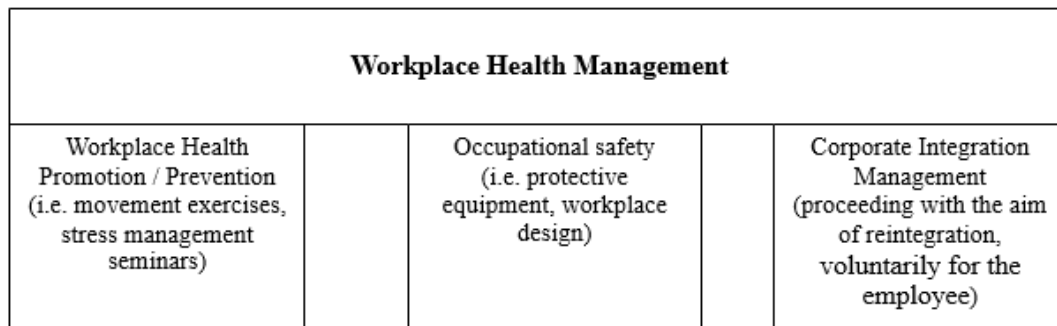 Workplace Health Management
Workplace Health
Promotion / Prevention
(i.e. movement exercises,
stress management
seminars)
Occupational safety
(i.e. protective
equipment, workplace
design)
Corporate Integration
Management
(proceeding with the aim
of reintegration,
voluntarily for the
employee)